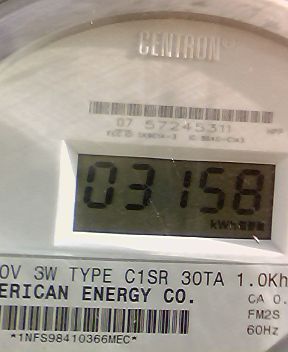 CENTRON
07 57245311
03158
kWh
0V 3W TYPE C1SR 30TA 1.0Kh
ERICAN ENERGY CO.
CA 0.
FM2S
60Hz
*1NFS98410366MEC*